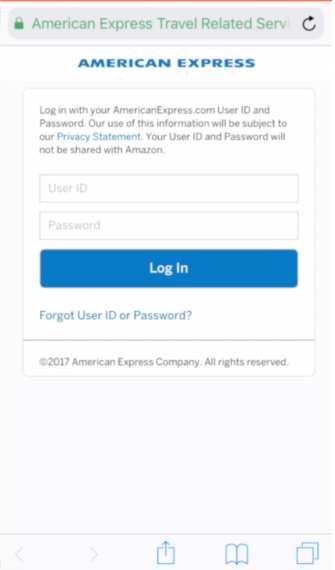 American Express Travel Related Servi
AMERICAN EXPRESS
Log in with your AmericanExpress.com User ID and
Password. Our use of this information will be subject to
our Privacy Statement. Your User ID and Password will
not be shared with Amazon.
User ID
Password
Log In
Forgot User ID or Password?
©2017 American Express Company. All rights reserved.